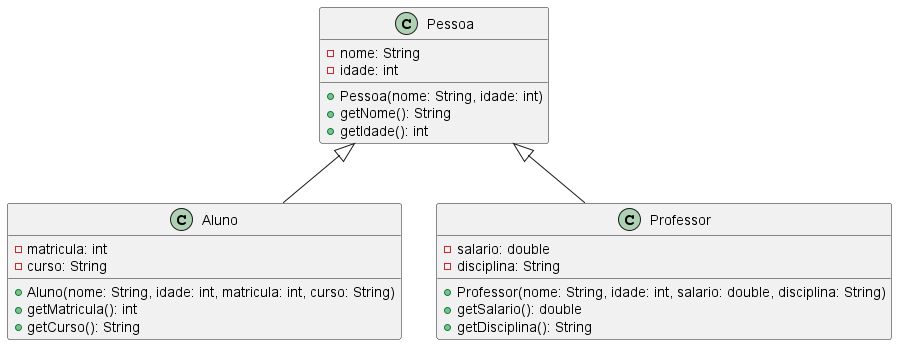 C Pessoa
nome: String
idade: int
Pessoa(nome: String, idade: int)
getNome(): String
getIdade(): int
C Aluno
matricula: int
curso: String
Aluno(nome: String, idade: int, matricula: int, curso: String)
getMatricula(): int
getCurso(): String
C Professor
salario: double
disciplina: String
Professor(nome: String, idade: int, salario: double, disciplina: String)
getSalario(): double
getDisciplina(): String